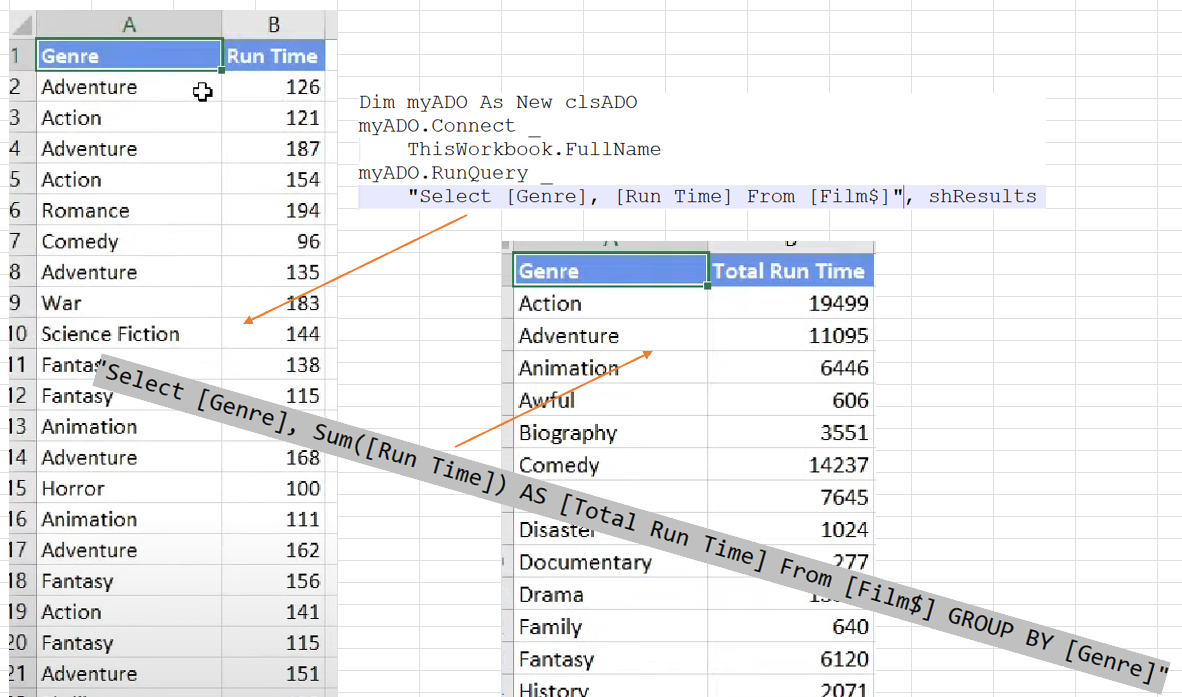 A B
1 Genre Run Time
2 Adventure 126
3 Action 121
4 Adventure 187
5 Action 154
6 Romance 194
7 Comedy 96
8 Adventure 135
9 War 183
10 Science Fiction 144
11 Fantas 138
12 Fantasy 115
13 Animation
14 Adventure 168
15 Horror 100
16 Animation 111
17 Adventure 162
18 Fantasy 156
19 Action 141
20 Fantasy 115
21 Adventure 151
Dim myADO As New clsADO
myADO.Connect _
ThisWorkbook.FullName
myADO.RunQuery _
"Select [Genre], [Run Time] From [Film$]", shResults
Genre Total Run Time
Action 19499
Adventure 11095
Animation 6446
Awful 606
Biography 3551
Comedy 14237
7645
Disaster 1024
Documentary 277
Drama
Family 640
Fantasy 6120
History 2071
"Select [Genre], Sum([Run Time]) AS [Total Run Time] From [Film$] GROUP BY [Genre]"